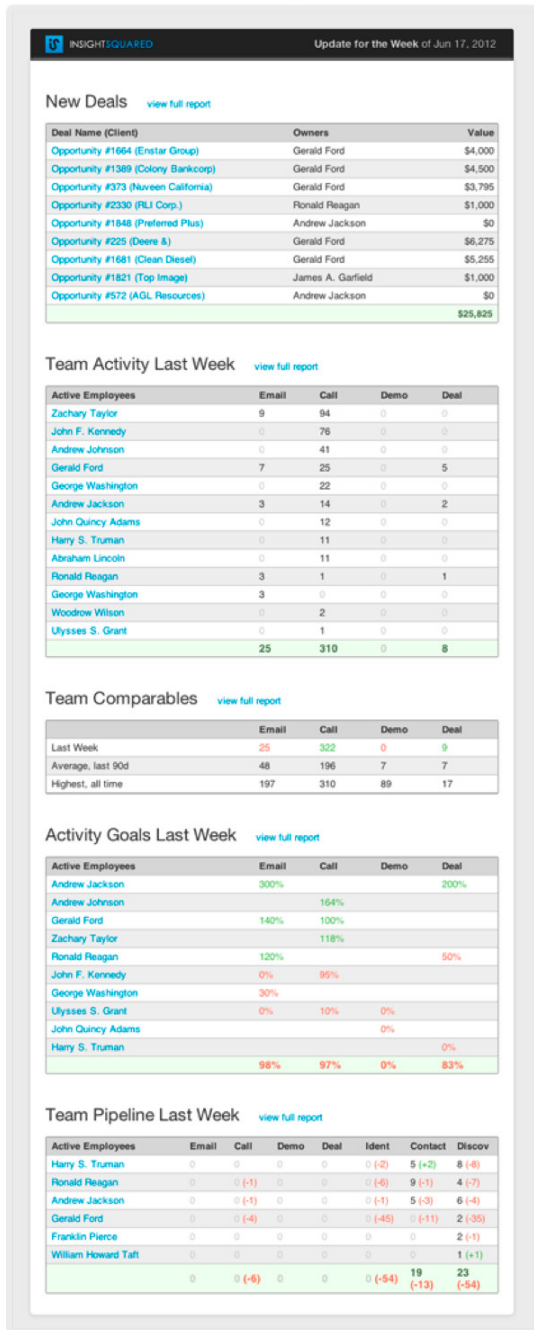 INSIGHTSQUARED Update for the Week of Jun 17, 2012
New Deals view full report
Deal Name (Client) Owners Value
Opportunity #1664 (Enstar Group) Gerald Ford $4,000
Opportunity #1389 (Colony Bankcorp) Gerald Ford $4,500
Opportunity #373 (Nuveen California) Gerald Ford $3,795
Opportunity #2330 (RLI Corp.) Ronald Reagan $1,000
Opportunity #1848 (Preferred Plus) Andrew Jackson $0
Opportunity #225 (Deere &) Gerald Ford $6,275
Opportunity #1681 (Clean Diesel) Gerald Ford $5,255
Opportunity #1821 (Top Image) James A. Garfield $1,000
Opportunity #572 (AGL Resources) Andrew Jackson $0
$25,825
Team Activity Last Week view full report
Active Employees Email Call Demo Deal
Zachary Taylor 9 94 0 0
John F. Kennedy 0 76 0 0
Andrew Johnson 0 41 0 0
Gerald Ford 7 25 0 5
George Washington 0 22 0 0
Andrew Jackson 3 14 0 2
John Quincy Adams 0 12 0 0
Harry S. Truman 0 11 0 0
Abraham Lincoln 0 11 0 0
Ronald Reagan 3 1 0 1
George Washington 3 0 0 0
Woodrow Wilson 0 2 0 0
Ulysses S. Grant 0 1 0 0
25 310 0 8
Team Comparables view full report
Email Call Demo Deal
Last Week 25 322 0 9
Average, last 90d 48 196 7 7
Highest, all time 197 310 89 17
Activity Goals Last Week view full report
Active Employees Email Call Demo Deal
Andrew Jackson 300% 200%
Andrew Johnson 164%
Gerald Ford 140% 100%
Zachary Taylor 118%
Ronald Reagan 120% 50%
John F. Kennedy 0% 95%
George Washington 30%
Ulysses S. Grant 0% 10% 0%
John Quincy Adams 0%
Harry S. Truman 0%
98% 97% 0% 83%
Team Pipeline Last Week view full report
Active Employees Email Call Demo Deal Ident Contact Discov
Harry S. Truman 0 0 0 0 0 (-2) 5 (+2) 8 (-8)
Ronald Reagan 0 0 (-1) 0 0 0 (-6) 9 (-1) 4 (-7)
Andrew Jackson 0 0 (-1) 0 0 0 (-1) 5 (-3) 6 (-4)
Gerald Ford 0 0 (-4) 0 0 0 (-45) 0 (-11) 2 (-35)
Franklin Pierce 0 0 0 0 0 0 2 (-1)
William Howard Taft 0 0 0 0 0 0 1 (+1)
0 0 (-6) 0 0 0 (-54) 19 (-13) 23 (-54)